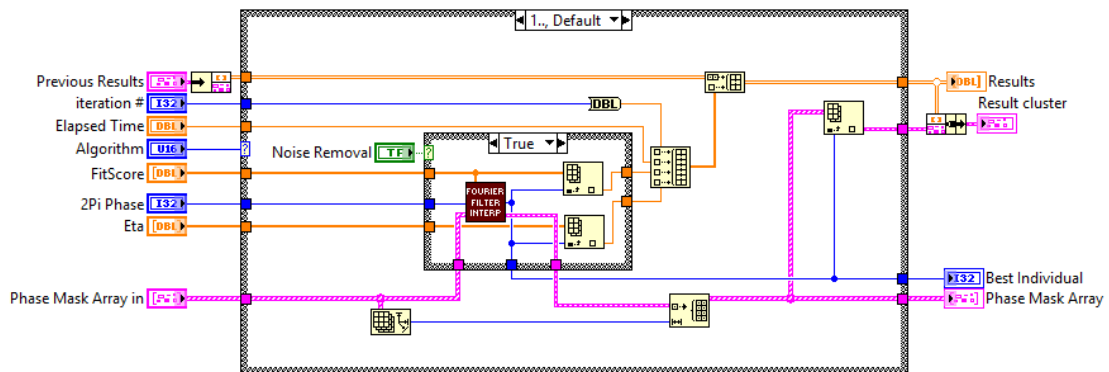 1.., Default
Previous Results
DBL
Results
iteration #
I32
DBL
Result cluster
Elapsed Time
DBL
Algorithm
U16
?
Noise Removal
TF
?
True
FitScore
DBL
FOURIER
FILTER
INTERP
2Pi Phase
I32
Eta
DBL
I32
Best Individual
Phase Mask Array in
Phase Mask Array